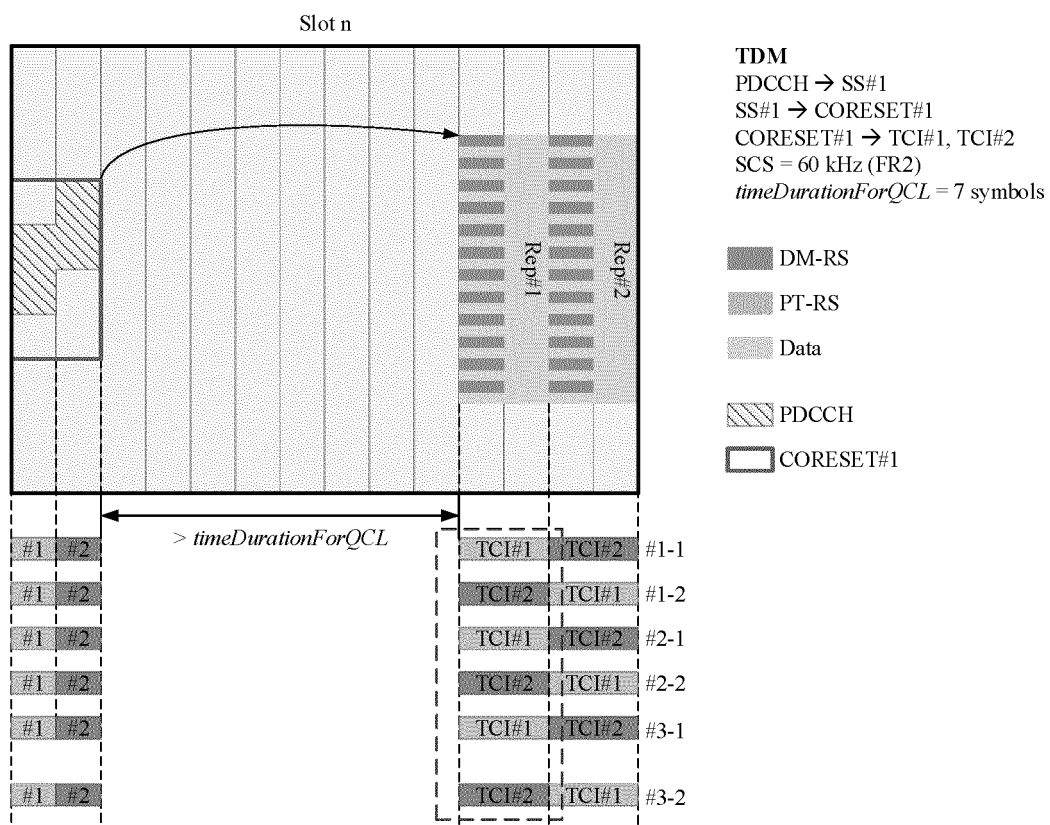 Slot n
TDM
PDCCH → SS#1
SS#1 → CORESET#1
CORESET#1 → TCI#1, TCI#2
SCS = 60 kHz (FR2)
timeDurationForQCL = 7 symbols
Rep#1
Rep#2
DM-RS
PT-RS
Data
PDCCH
CORESET#1
> timeDurationForQCL
#1 #2 TCI#1 TCI#2 #1-1
#1 #2 TCI#2 TCI#1 #1-2
#1 #2 TCI#1 TCI#2 #2-1
#1 #2 TCI#2 TCI#1 #2-2
#1 #2 TCI#1 TCI#2 #3-1
#1 #2 TCI#2 TCI#1 #3-2